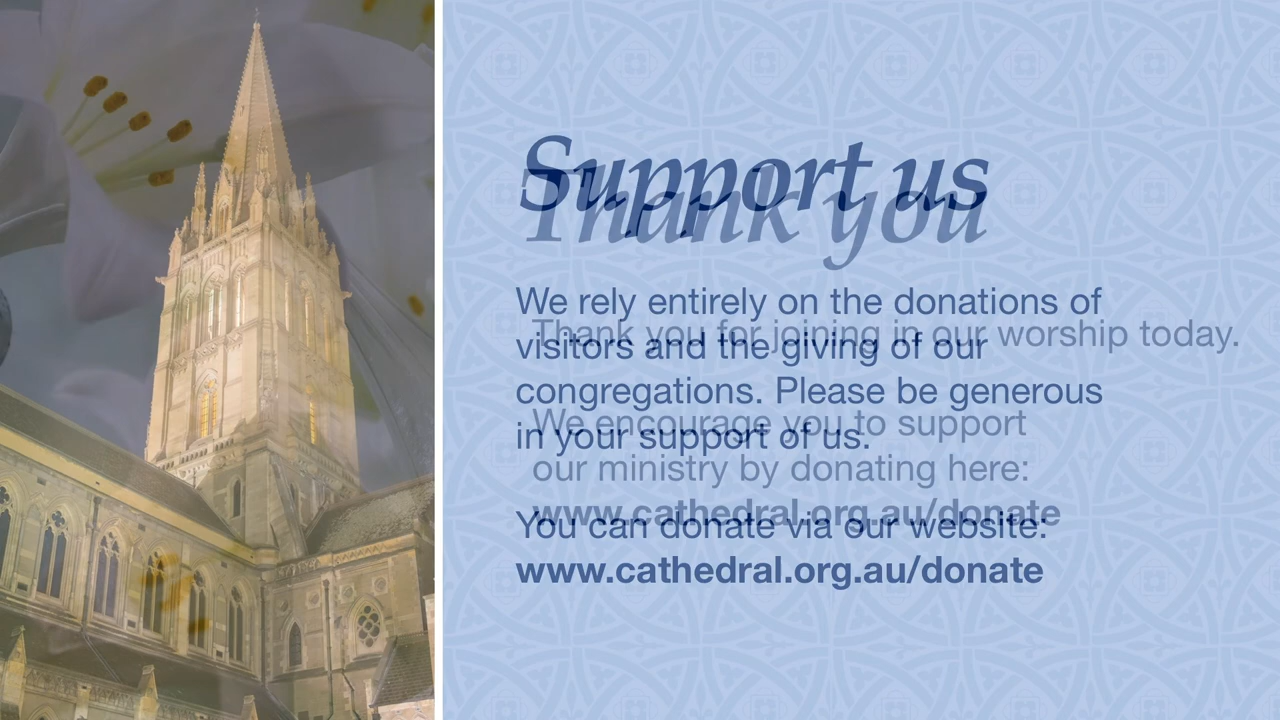 Support us
We rely entirely on the donations of
visitors and the giving of our
congregations. Please be generous
in your support of us.
You can donate via our website:
www.cathedral.org.au/donate
Thank you
Thank you for joining in our worship today.
We encourage you to support
our ministry by donating here:
www.cathedral.org.au/donate